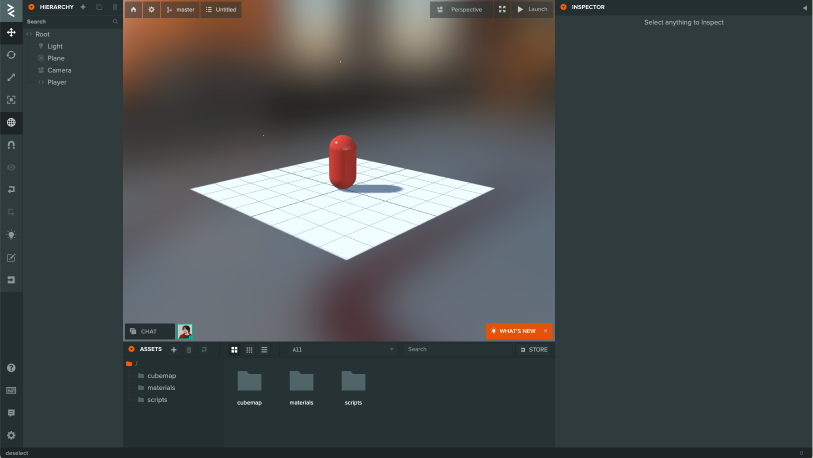 HIERARCHY
master
Untitled
Perspective
Launch
INSPECTOR
Search
Select anything to Inspect
Root
Light
Plane
Camera
Player
CHAT
WHAT'S NEW
ASSETS
All
Search
STORE
/
cubemap
materials
scripts
cubemap
materials
scripts
deselect